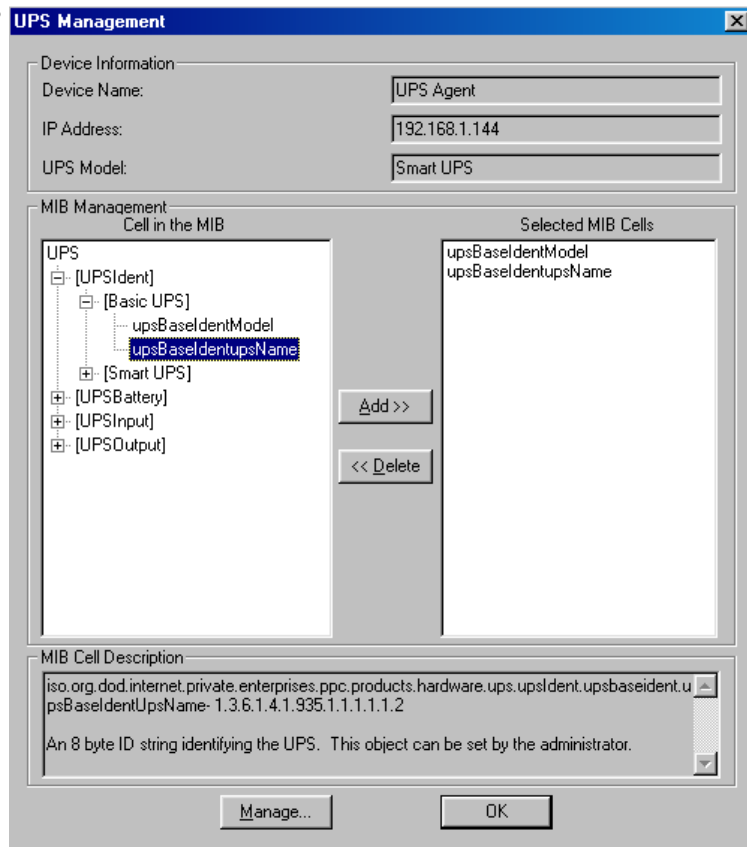 UPS Management
Device Information
Device Name: UPS Agent
IP Address: 192.168.1.144
UPS Model: Smart UPS
MIB Management
Cell in the MIB
UPS
[UPSIdent]
[Basic UPS]
upsBaseIdentModel
upsBaseIdentupsName
[Smart UPS]
[UPSBattery]
[UPSInput]
[UPSOutput]
Add >>
<< Delete
Selected MIB Cells
upsBaseIdentModel
upsBaseIdentupsName
MIB Cell Description
iso.org.dod.internet.private.enterprises.ppc.products.hardware.ups.upsIdent.upsbaseident.u
psBaseIdentUpsName- 1.3.6.1.4.1.935.1.1.1.1.1.2
An 8 byte ID string identifying the UPS.  This object can be set by the administrator.
Manage... OK